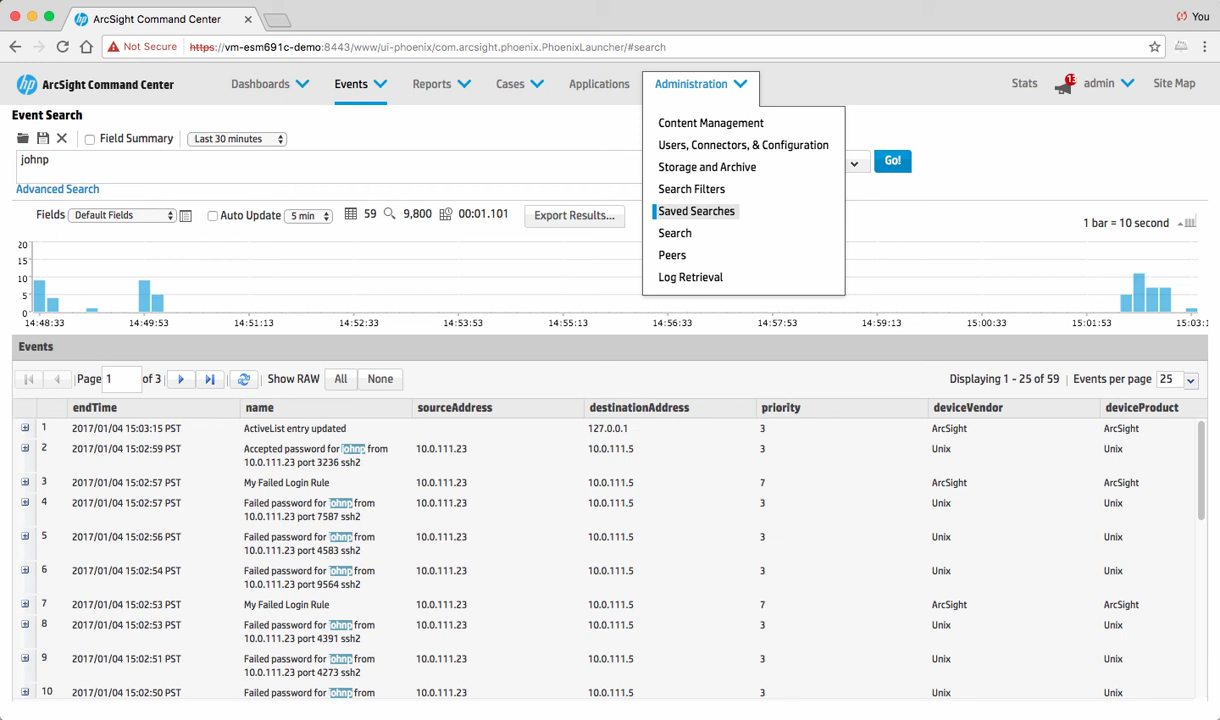 ArcSight Command Center
You
Not Secure
https://vm-esm691c-demo:8443/www/ui-phoenix/com.arcsight.phoenix.PhoenixLauncher/#search
hp ArcSight Command Center
Dashboards
Events
Reports
Cases
Applications
Administration
Stats
13
admin
Site Map
Content Management
Users, Connectors, & Configuration
Storage and Archive
Search Filters
Saved Searches
Search
Peers
Log Retrieval
Event Search
Field Summary
Last 30 minutes
johnp
Go!
Advanced Search
Fields
Default Fields
Auto Update
5 min
59
9,800
00:01.101
Export Results...
1 bar = 10 second
20
15
10
5
0
14:48:33
14:49:53
14:51:13
14:52:33
14:53:53
14:55:13
14:56:33
14:57:53
14:59:13
15:00:33
15:01:53
15:03:1
Events
Page 1 of 3
Show RAW
All
None
Displaying 1 - 25 of 59
Events per page 25
endTime name sourceAddress destinationAddress priority deviceVendor deviceProduct
1 2017/01/04 15:03:15 PST ActiveList entry updated 127.0.0.1 3 ArcSight ArcSight
2 2017/01/04 15:02:59 PST Accepted password for johnp from 10.0.111.23 10.0.111.5 3 Unix Unix
10.0.111.23 port 3236 ssh2
3 2017/01/04 15:02:57 PST My Failed Login Rule 10.0.111.23 10.0.111.5 7 ArcSight ArcSight
4 2017/01/04 15:02:57 PST Failed password for johnp from 10.0.111.23 10.0.111.5 3 Unix Unix
10.0.111.23 port 7587 ssh2
5 2017/01/04 15:02:56 PST Failed password for johnp from 10.0.111.23 10.0.111.5 3 Unix Unix
10.0.111.23 port 4583 ssh2
6 2017/01/04 15:02:54 PST Failed password for johnp from 10.0.111.23 10.0.111.5 3 Unix Unix
10.0.111.23 port 9564 ssh2
7 2017/01/04 15:02:53 PST My Failed Login Rule 10.0.111.23 10.0.111.5 7 ArcSight ArcSight
8 2017/01/04 15:02:53 PST Failed password for johnp from 10.0.111.23 10.0.111.5 3 Unix Unix
10.0.111.23 port 4391 ssh2
9 2017/01/04 15:02:51 PST Failed password for johnp from 10.0.111.23 10.0.111.5 3 Unix Unix
10.0.111.23 port 4273 ssh2
10 2017/01/04 15:02:50 PST Failed password for johnp from 10.0.111.23 10.0.111.5 3 Unix Unix